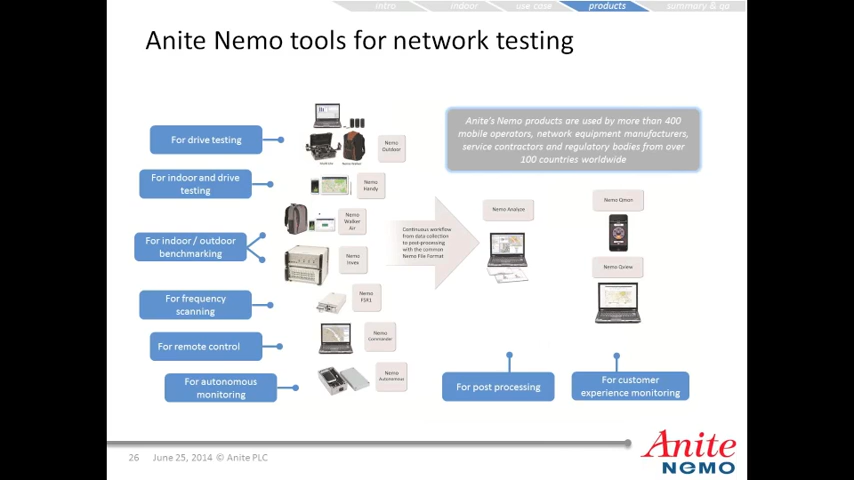 intro
indoor
use case
products
summary & qa
Anite Nemo tools for network testing
For drive testing
Nemo
Outdoor
Anite's Nemo products are used by more than 400
mobile operators, network equipment manufacturers,
service contractors and regulatory bodies from over
100 countries worldwide
For indoor and drive
testing
Nemo
Handy
For indoor / outdoor
benchmarking
Nemo
Walker
Air
Nemo
Invex
Continuous workflow
from data collection
to post-processing
with the common
Nemo File Format
Nemo Analyze
Nemo Qmon
Nemo Qview
For frequency
scanning
Nemo
FSR1
For remote control
Nemo
Commander
For autonomous
monitoring
Nemo
Autonomous
For post processing
For customer
experience monitoring
26 June 25, 2014 © Anite PLC
Anite
NEMO